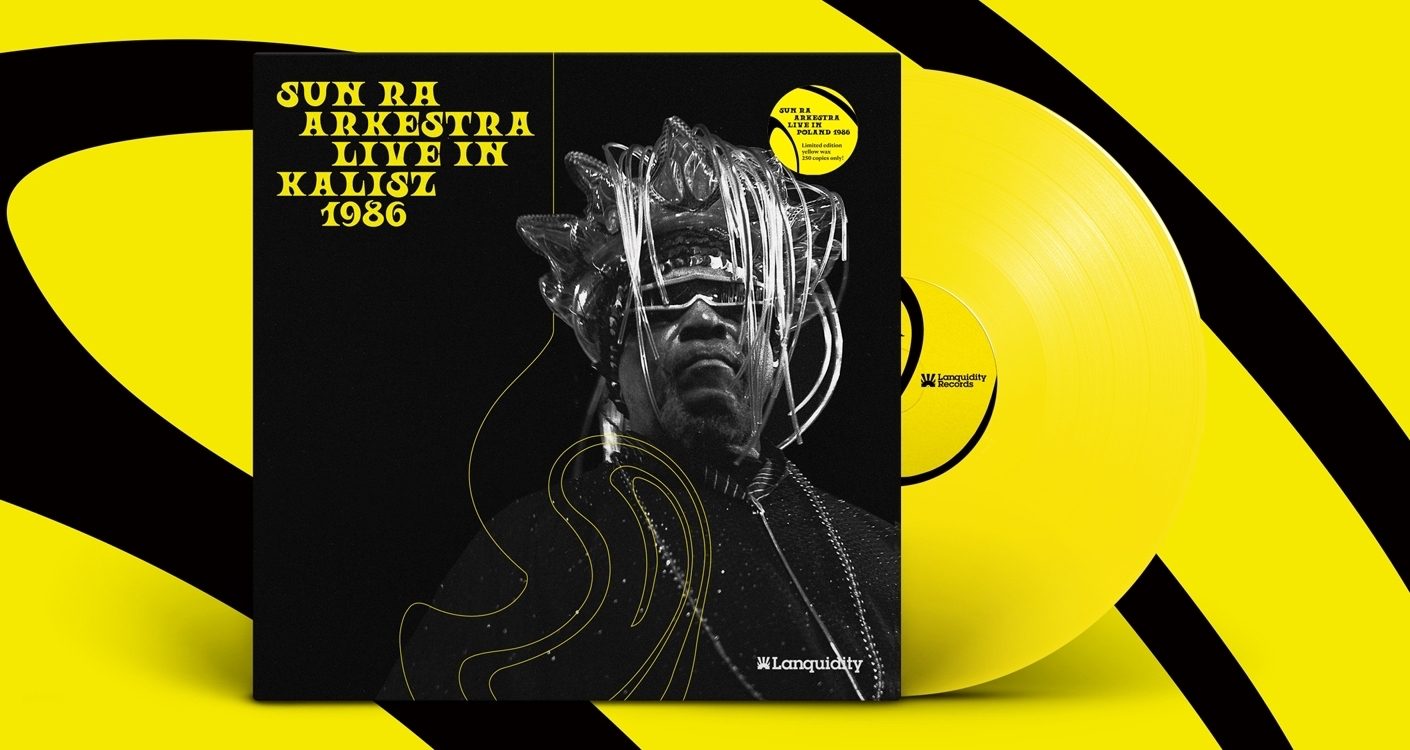 SUN RA
ARKESTRA
LIVE IN
KALISZ
1986
SUN RA
ARKESTRA
LIVE IN
POLAND 1986
Limited edition
yellow wax
250 copies only!
Lanquidity
Records
Lanquidity